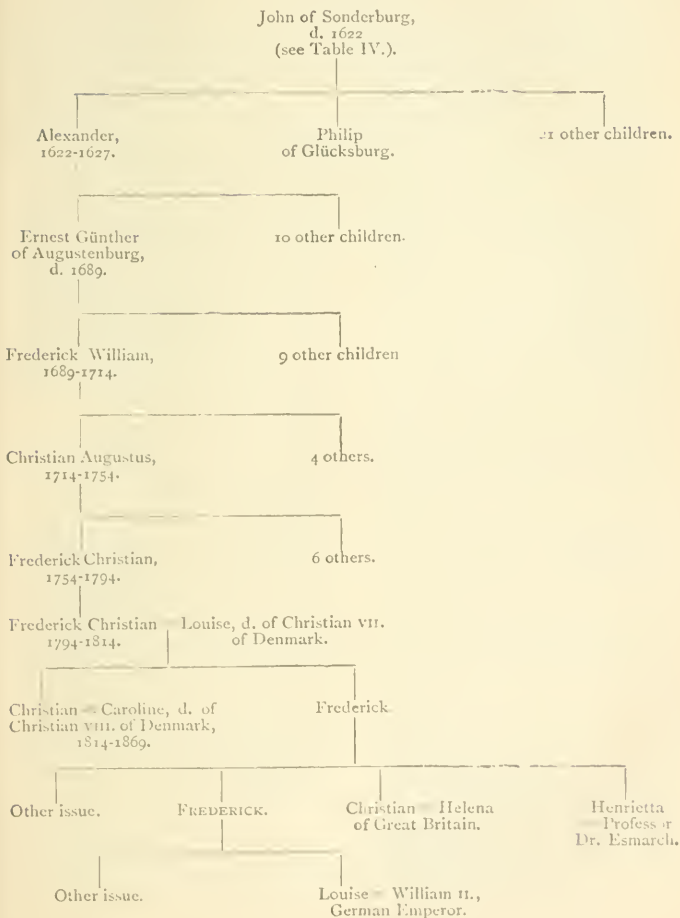 John of Sonderburg,
d. 1622
(see Table IV.).
Alexander,
1622-1627.
Philip
of Glücksburg.
21 other children.
Ernest Günther
of Augustenburg,
d. 1689.
10 other children.
Frederick William,
1689-1714.
9 other children
Christian Augustus,
1714-1754.
4 others.
Frederick Christian,
1754-1794.
6 others.
Frederick Christian
1794-1814.
Louise, d. of Christian VII.
of Denmark.
Christian = Caroline, d. of
Christian VIII. of Denmark,
1814-1869.
Frederick
Other issue.
FREDERICK.
Christian = Helena
of Great Britain.
Henrietta
= Professor
Dr. Esmarch.
Other issue.
Louise = William II.,
German Emperor.